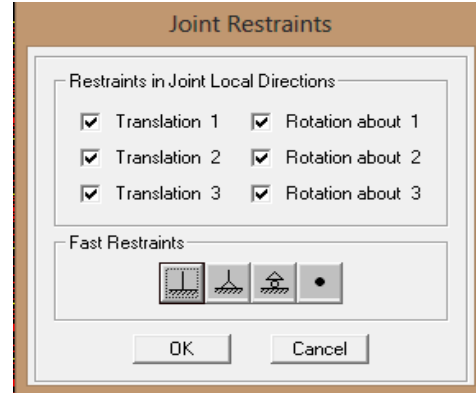 Joint Restraints
Restraints in Joint Local Directions
Translation 1 Rotation about 1
Translation 2 Rotation about 2
Translation 3 Rotation about 3
Fast Restraints
OK Cancel